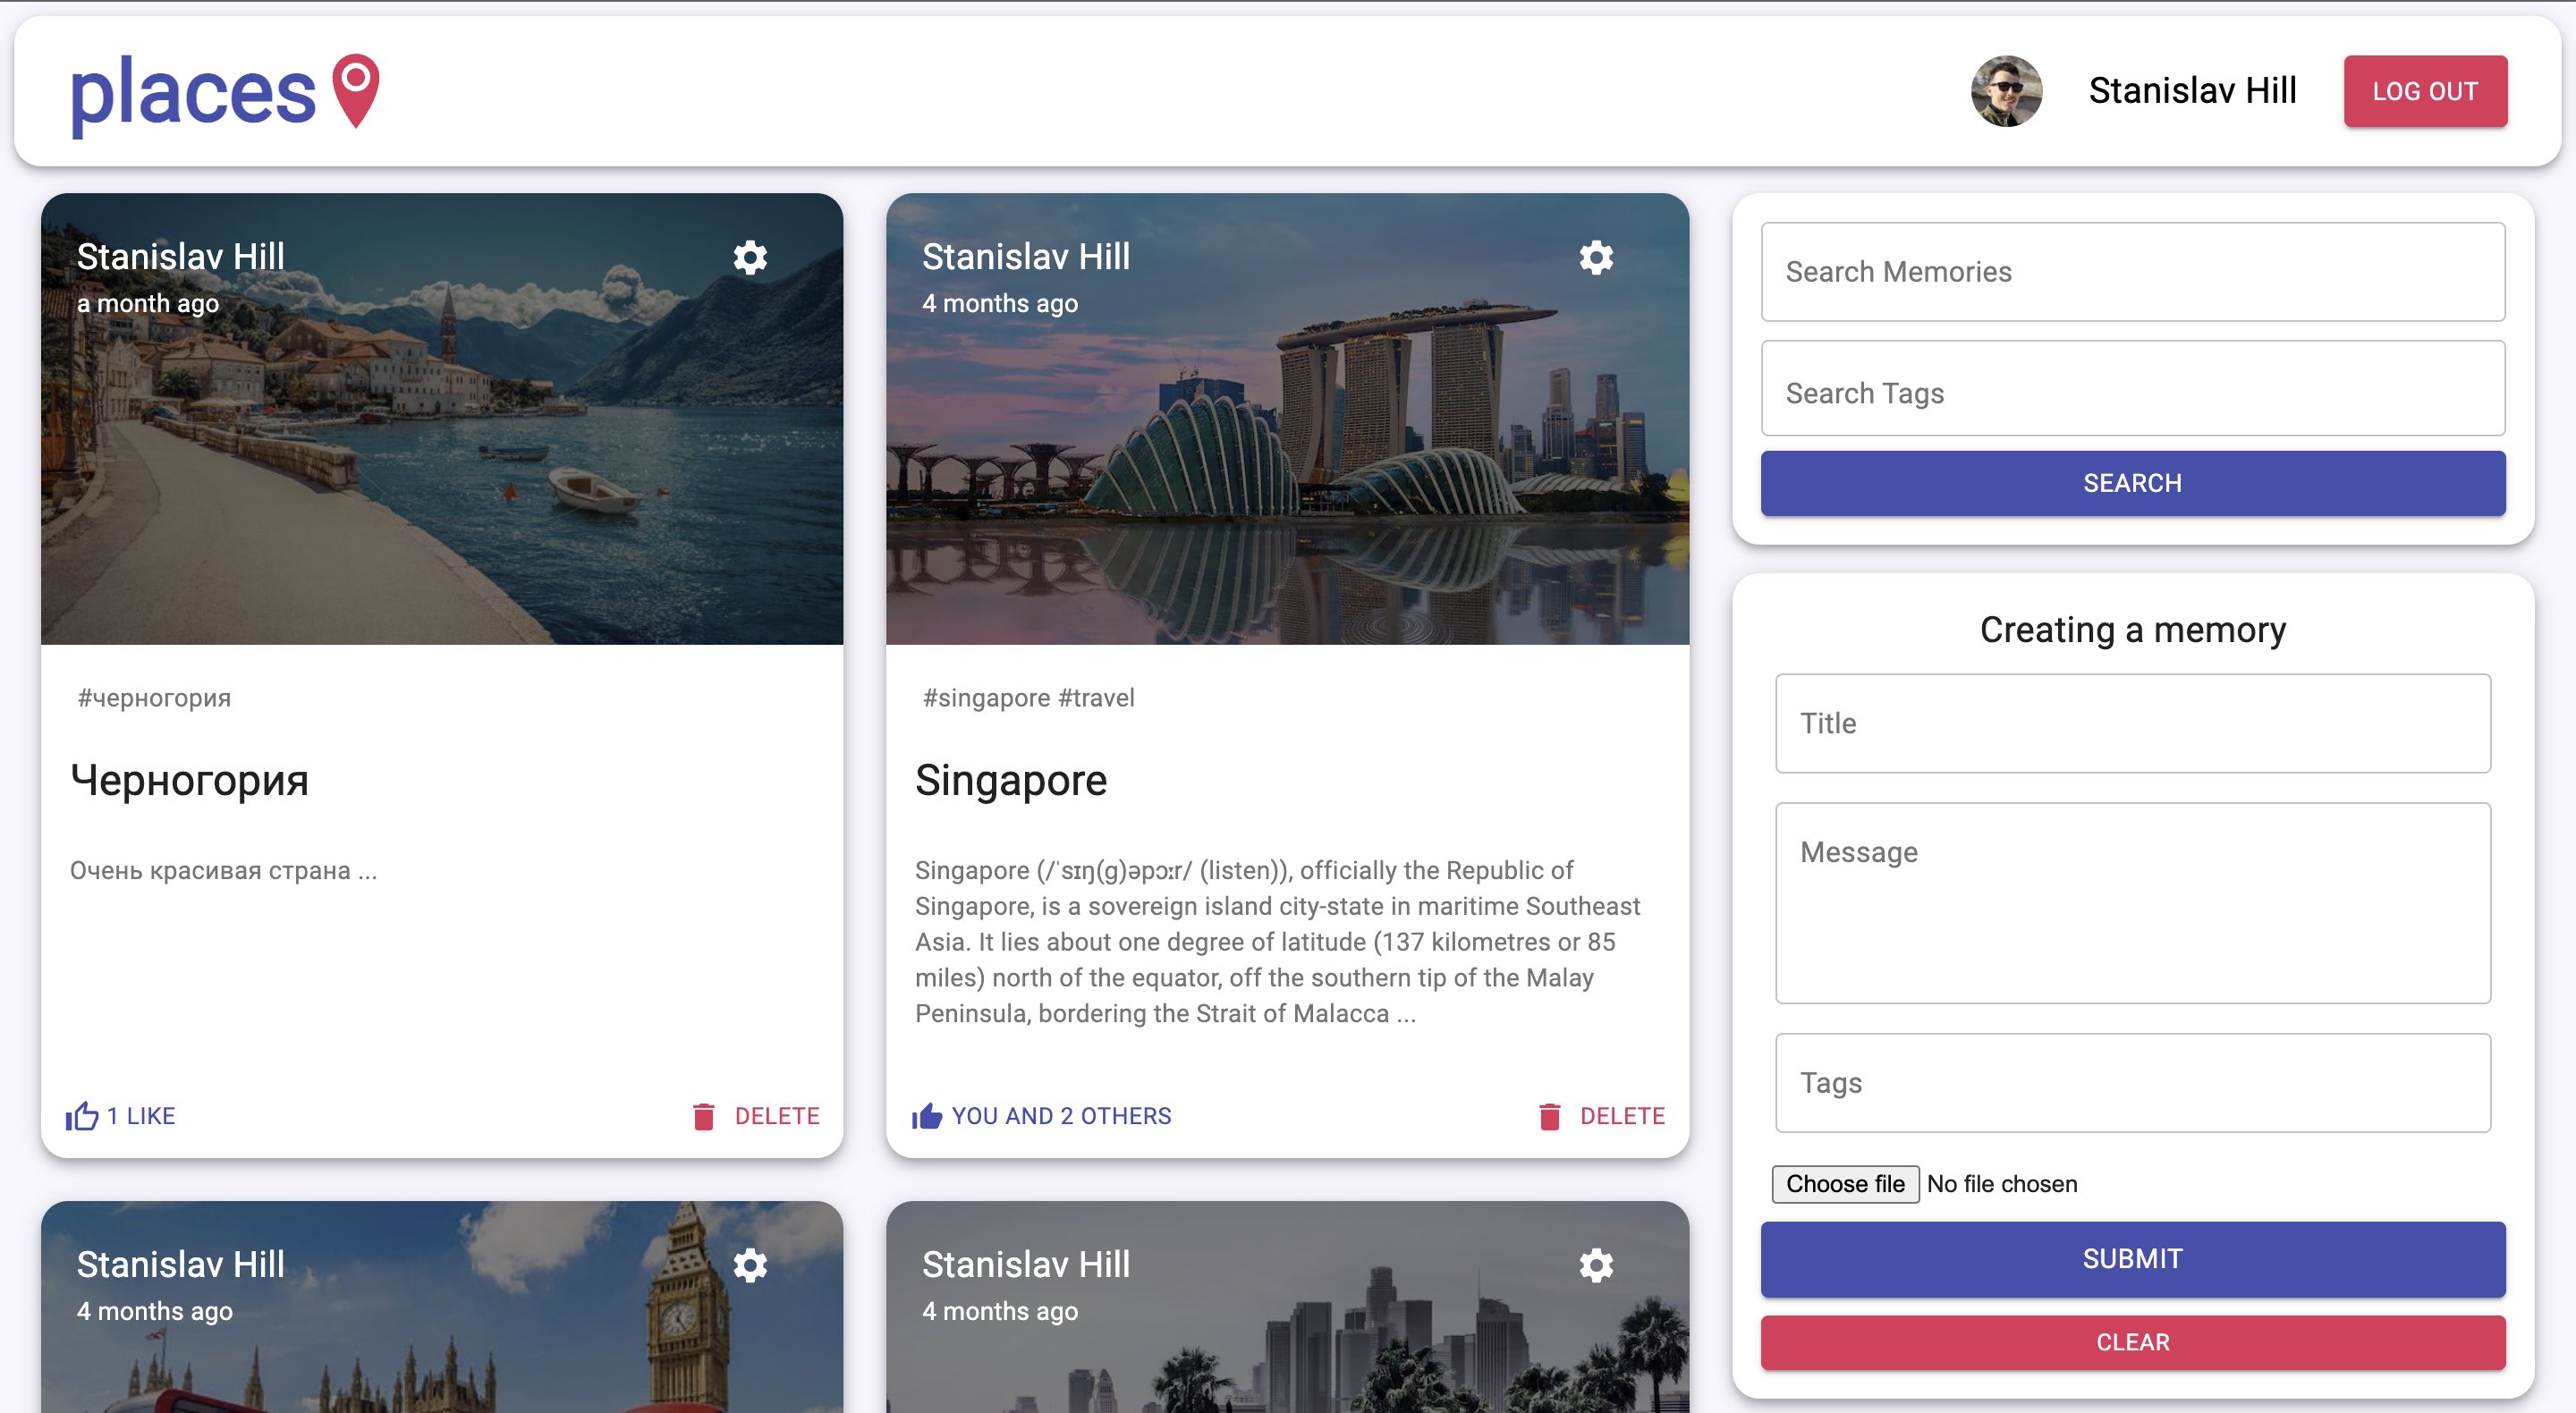 places
Stanislav Hill
LOG OUT
Stanislav Hill
a month ago
#черногория
Черногория
Очень красивая страна ...
1 LIKE
DELETE
Stanislav Hill
4 months ago
#singapore #travel
Singapore
Singapore (/ˈsɪŋ(ɡ)əpɔːr/ (listen)), officially the Republic of
Singapore, is a sovereign island city-state in maritime Southeast
Asia. It lies about one degree of latitude (137 kilometres or 85
miles) north of the equator, off the southern tip of the Malay
Peninsula, bordering the Strait of Malacca ...
YOU AND 2 OTHERS
DELETE
Stanislav Hill
4 months ago
Stanislav Hill
4 months ago
Search Memories
Search Tags
SEARCH
Creating a memory
Title
Message
Tags
Choose file No file chosen
SUBMIT
CLEAR